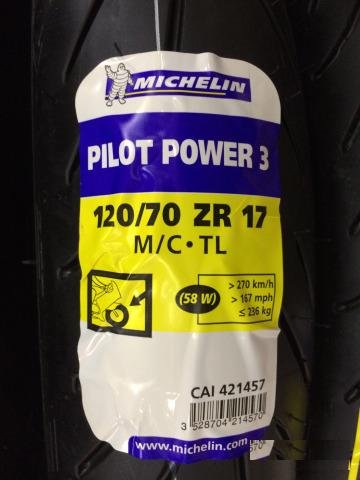 MICHELIN
PILOT POWER 3
120/70 ZR 17
M/C • TL
(58 W)
> 270 km/h
> 167 mph
≤ 236 kg
CAI 421457
3 528704 214570
www.michelin.com